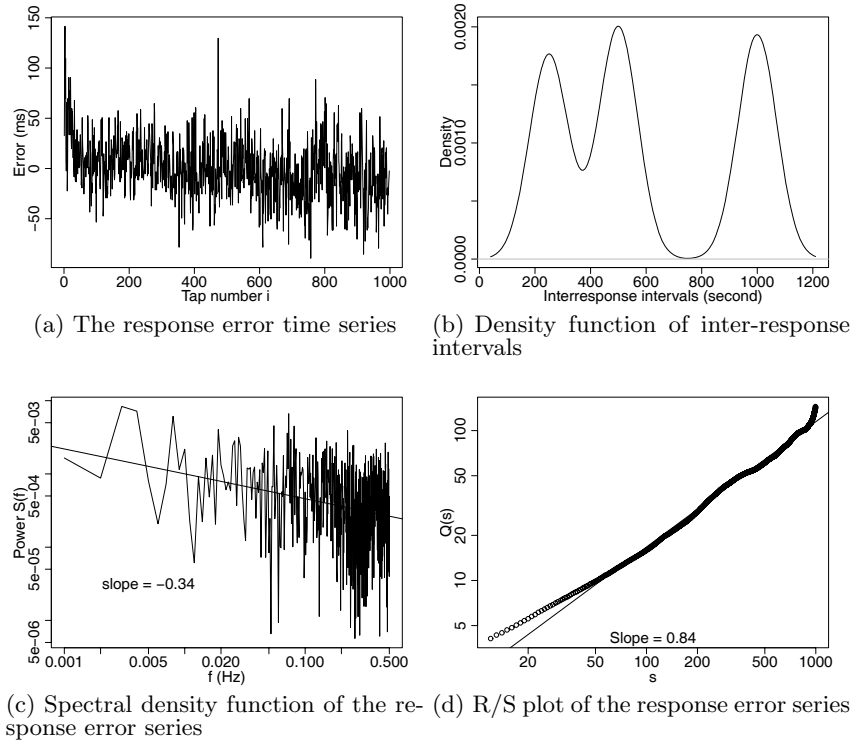 150
100
50
0
−50
Error (ms)
0 200 400 600 800 1000
Tap number i
(a) The response error time series
0.0020
0.0010
0.0000
Density
0 200 400 600 800 1000 1200
Interresponse intervals (second)
(b) Density function of inter-response
intervals
5e−03
5e−04
5e−05
5e−06
Power S(f)
slope = −0.34
0.001 0.005 0.020 0.100 0.500
f (Hz)
(c) Spectral density function of the re-
sponse error series
100
50
20
10
5
Q(s)
Slope = 0.84
20 50 100 200 500 1000
s
(d) R/S plot of the response error series